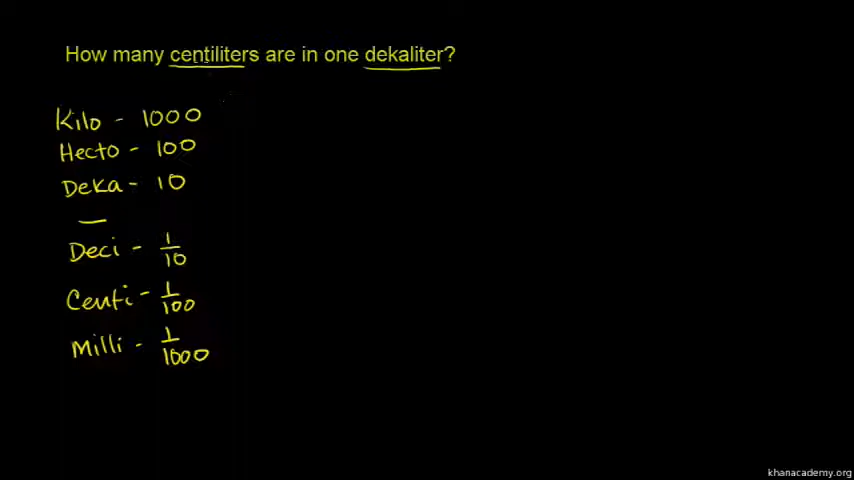 How many centiliters are in one dekaliter?
Kilo - 1000
Hecto - 100
Deka - 10
Deci - 1/10
Centi - 1/100
Milli - 1/1000
khanacademy.org